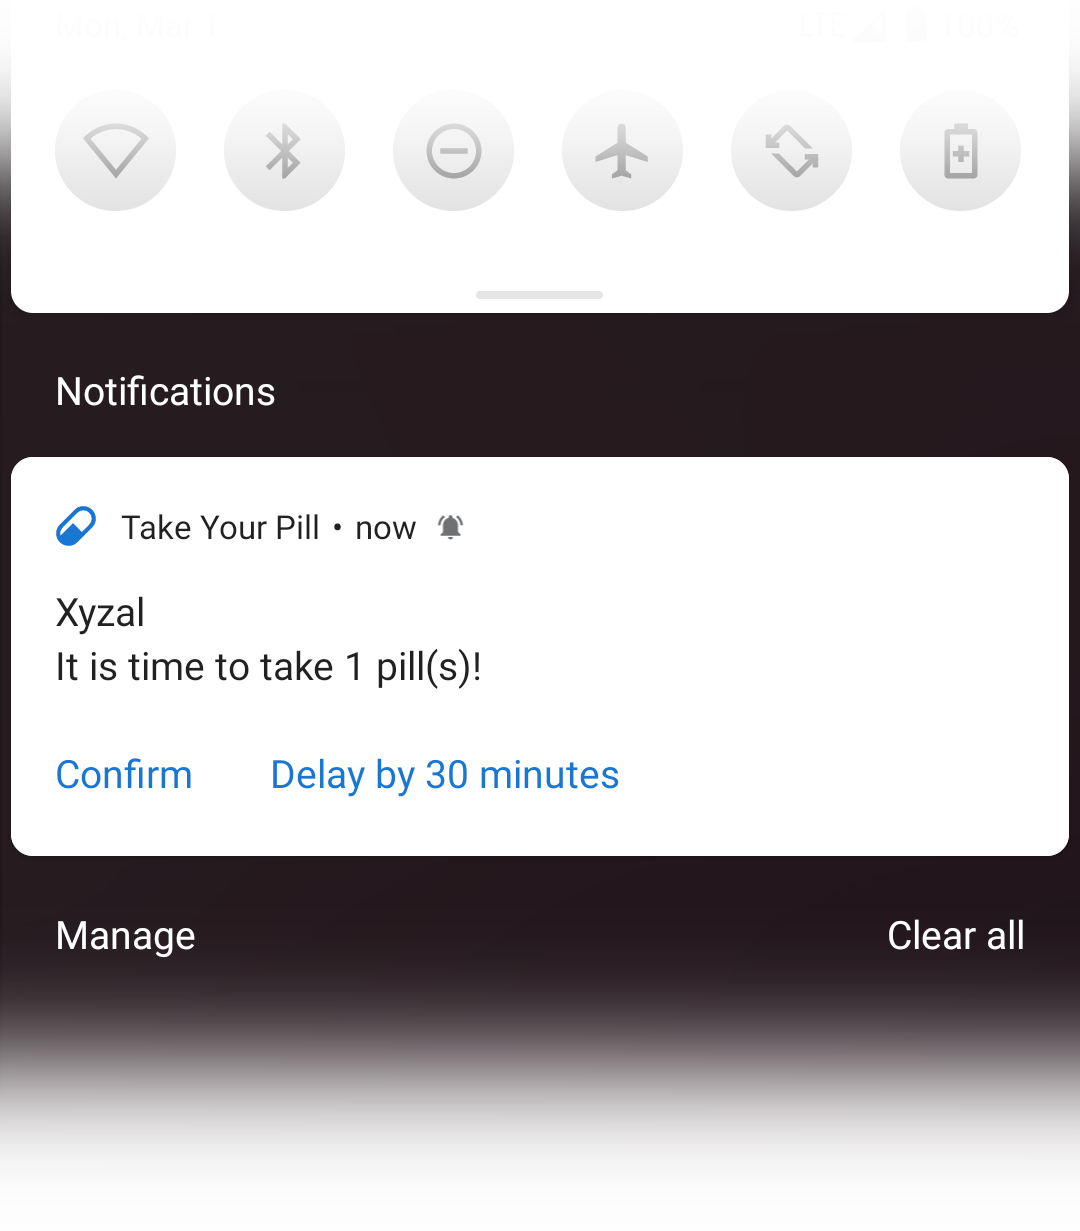 Mon, Mar 1
LTE 100%
Notifications
Take Your Pill • now
Xyzal
It is time to take 1 pill(s)!
Confirm Delay by 30 minutes
Manage Clear all